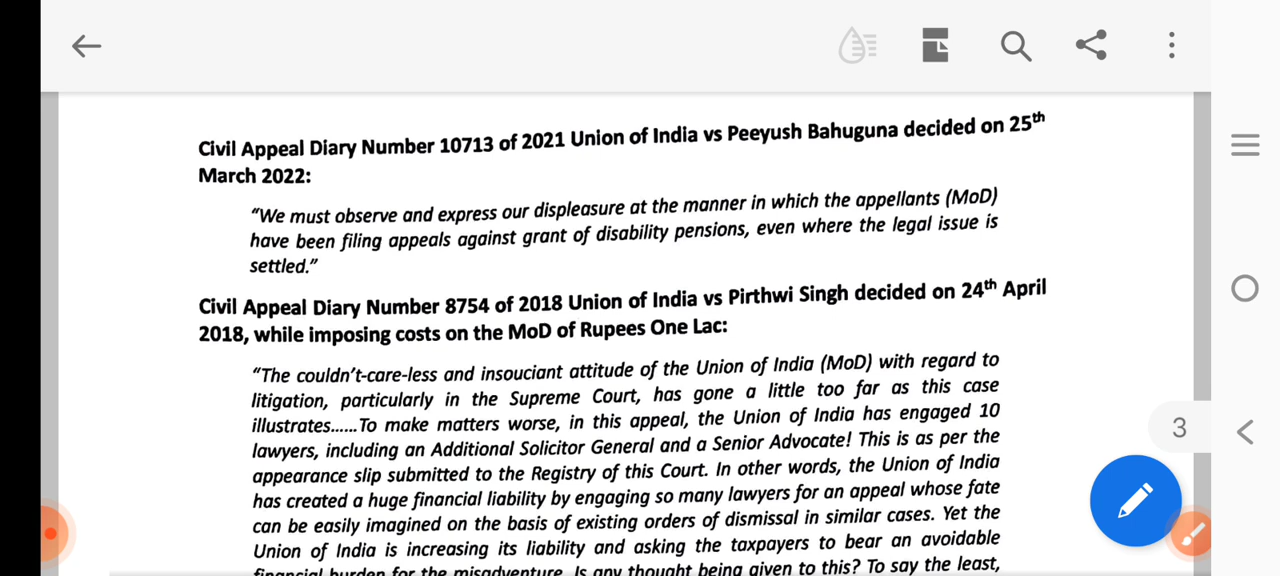 Civil Appeal Diary Number 10713 of 2021 Union of India vs Peeyush Bahuguna decided on 25th
March 2022:
“We must observe and express our displeasure at the manner in which the appellants (MoD)
have been filing appeals against grant of disability pensions, even where the legal issue is
settled.”
Civil Appeal Diary Number 8754 of 2018 Union of India vs Pirthwi Singh decided on 24th April
2018, while imposing costs on the MoD of Rupees One Lac:
“The couldn’t-care-less and insouciant attitude of the Union of India (MoD) with regard to
litigation, particularly in the Supreme Court, has gone a little too far as this case
illustrates......To make matters worse, in this appeal, the Union of India has engaged 10
lawyers, including an Additional Solicitor General and a Senior Advocate! This is as per the
appearance slip submitted to the Registry of this Court. In other words, the Union of India
has created a huge financial liability by engaging so many lawyers for an appeal whose fate
can be easily imagined on the basis of existing orders of dismissal in similar cases. Yet the
Union of India is increasing its liability and asking the taxpayers to bear an avoidable
financial burden for the misadventure. Is any thought being given to this? To say the least,
3